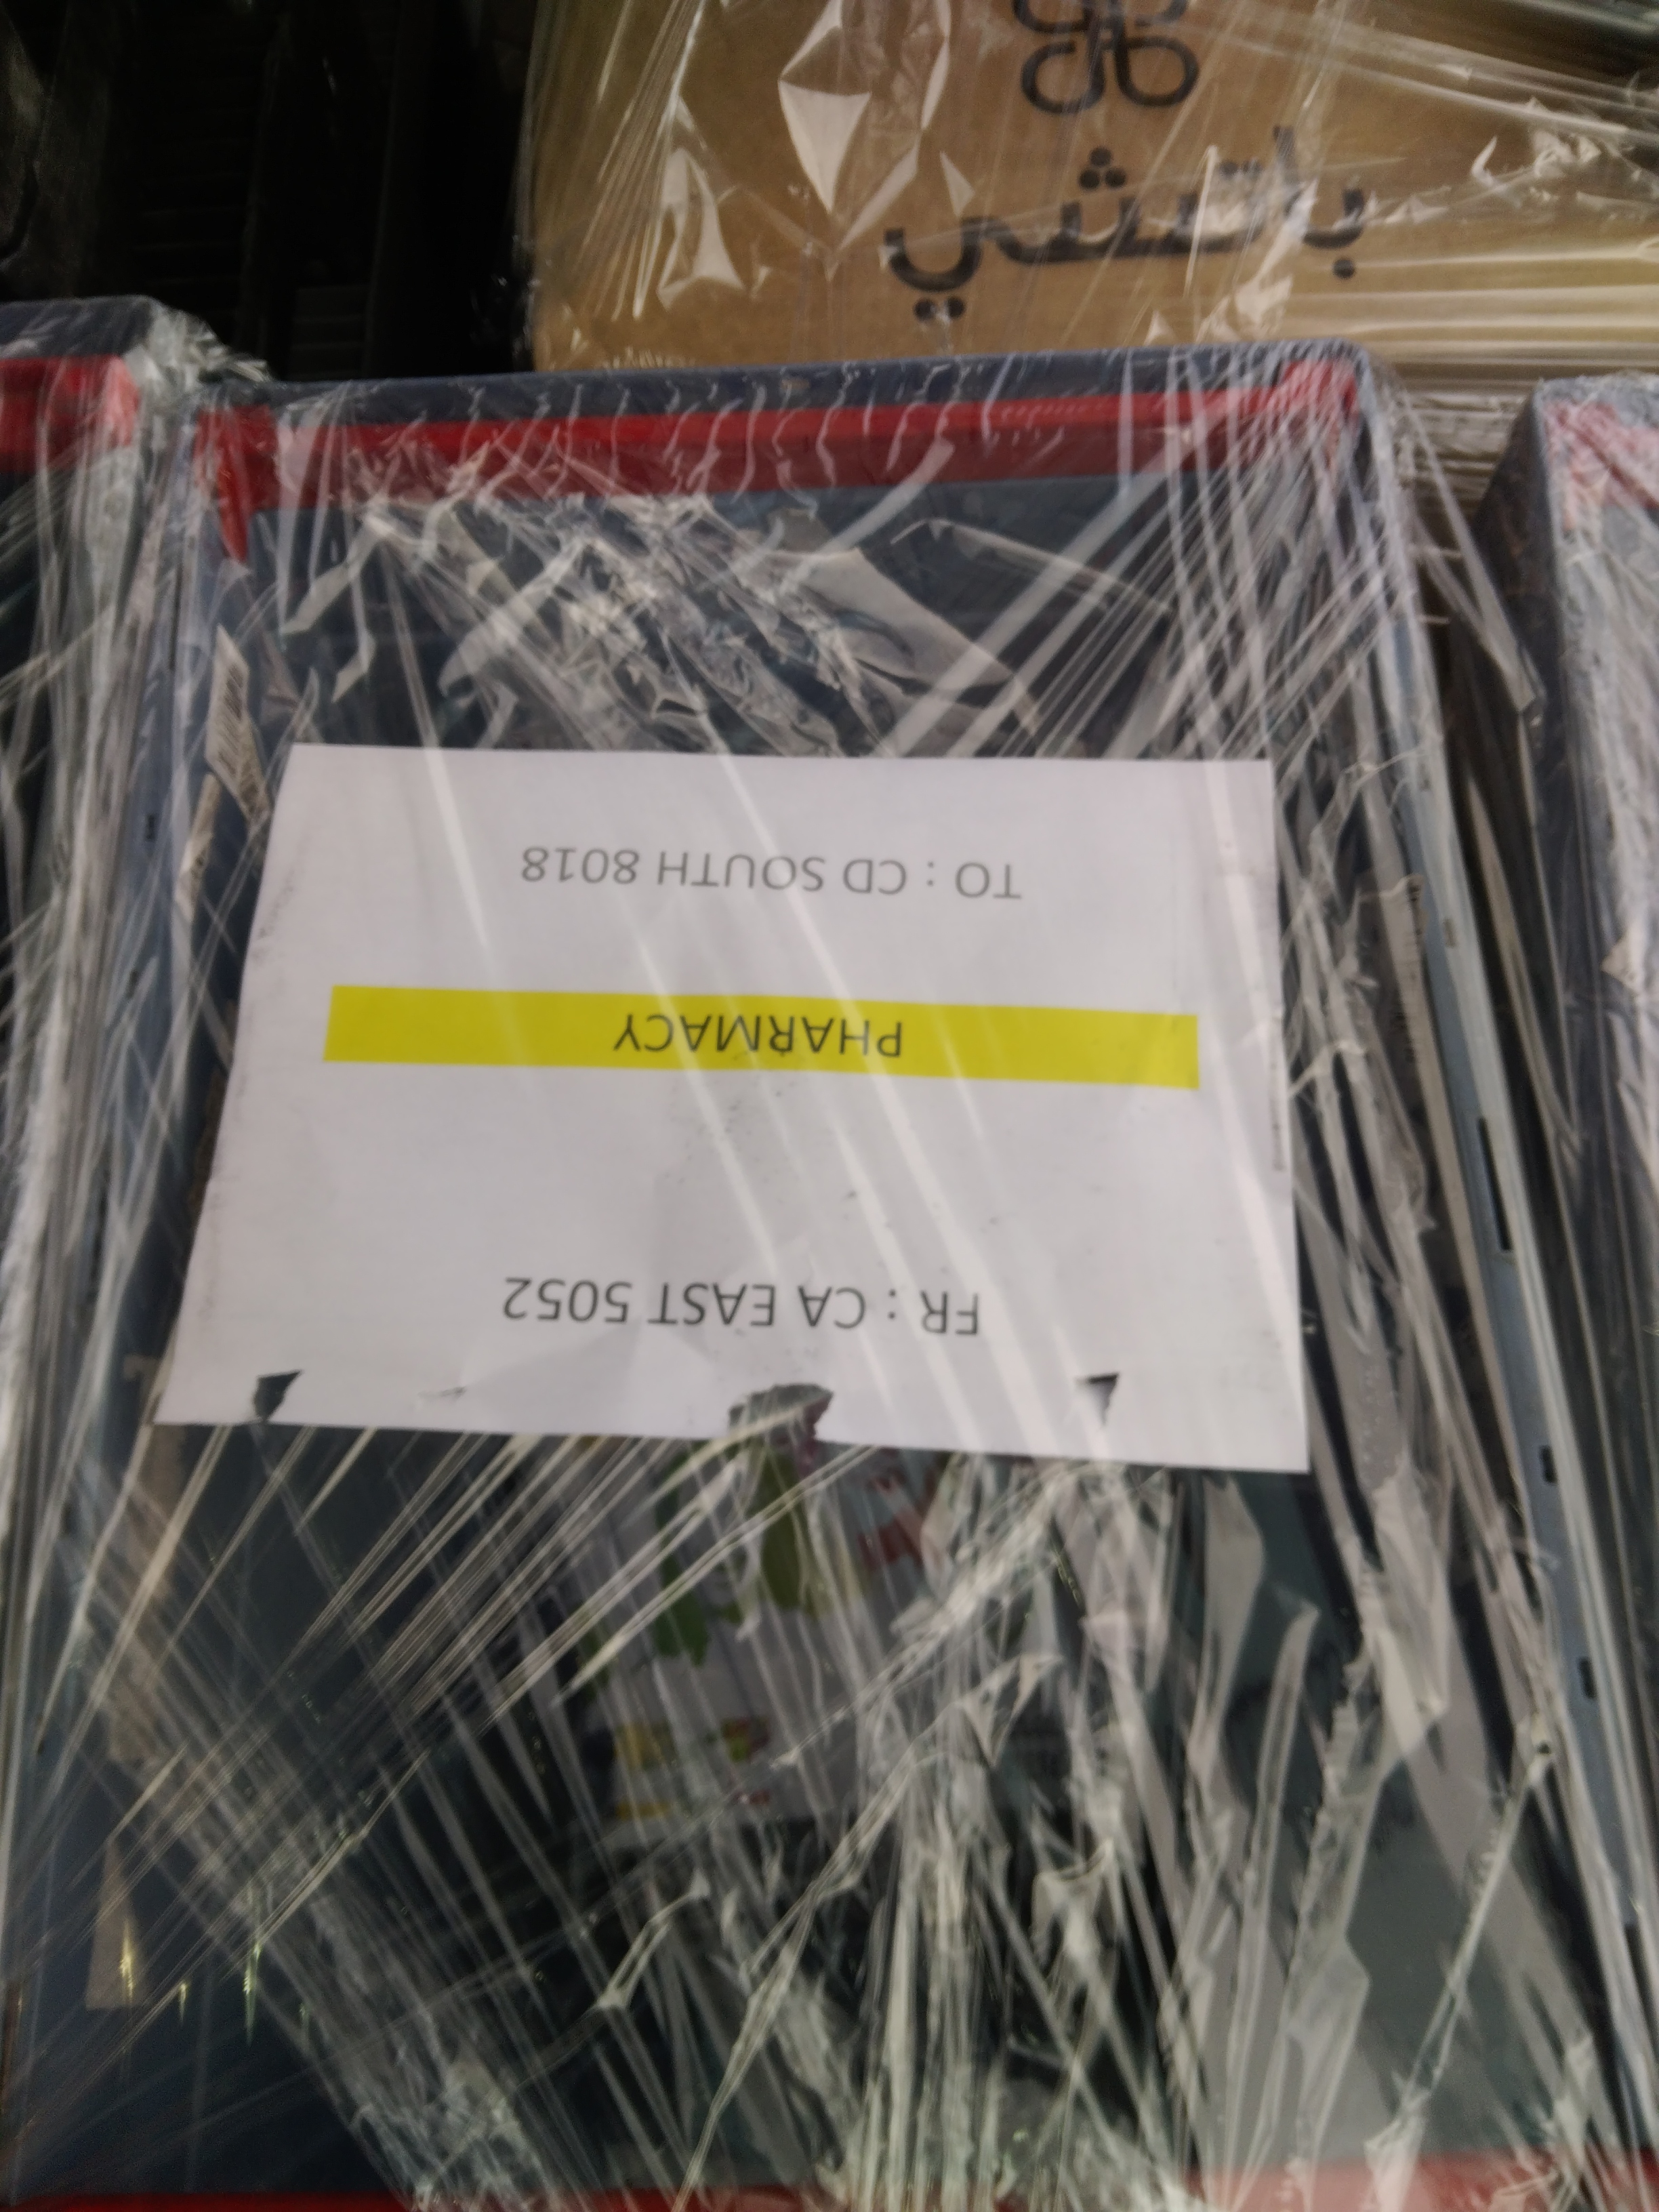 باتشي
FR : CA EAST 5052
PHARMACY
TO : CD SOUTH 8018